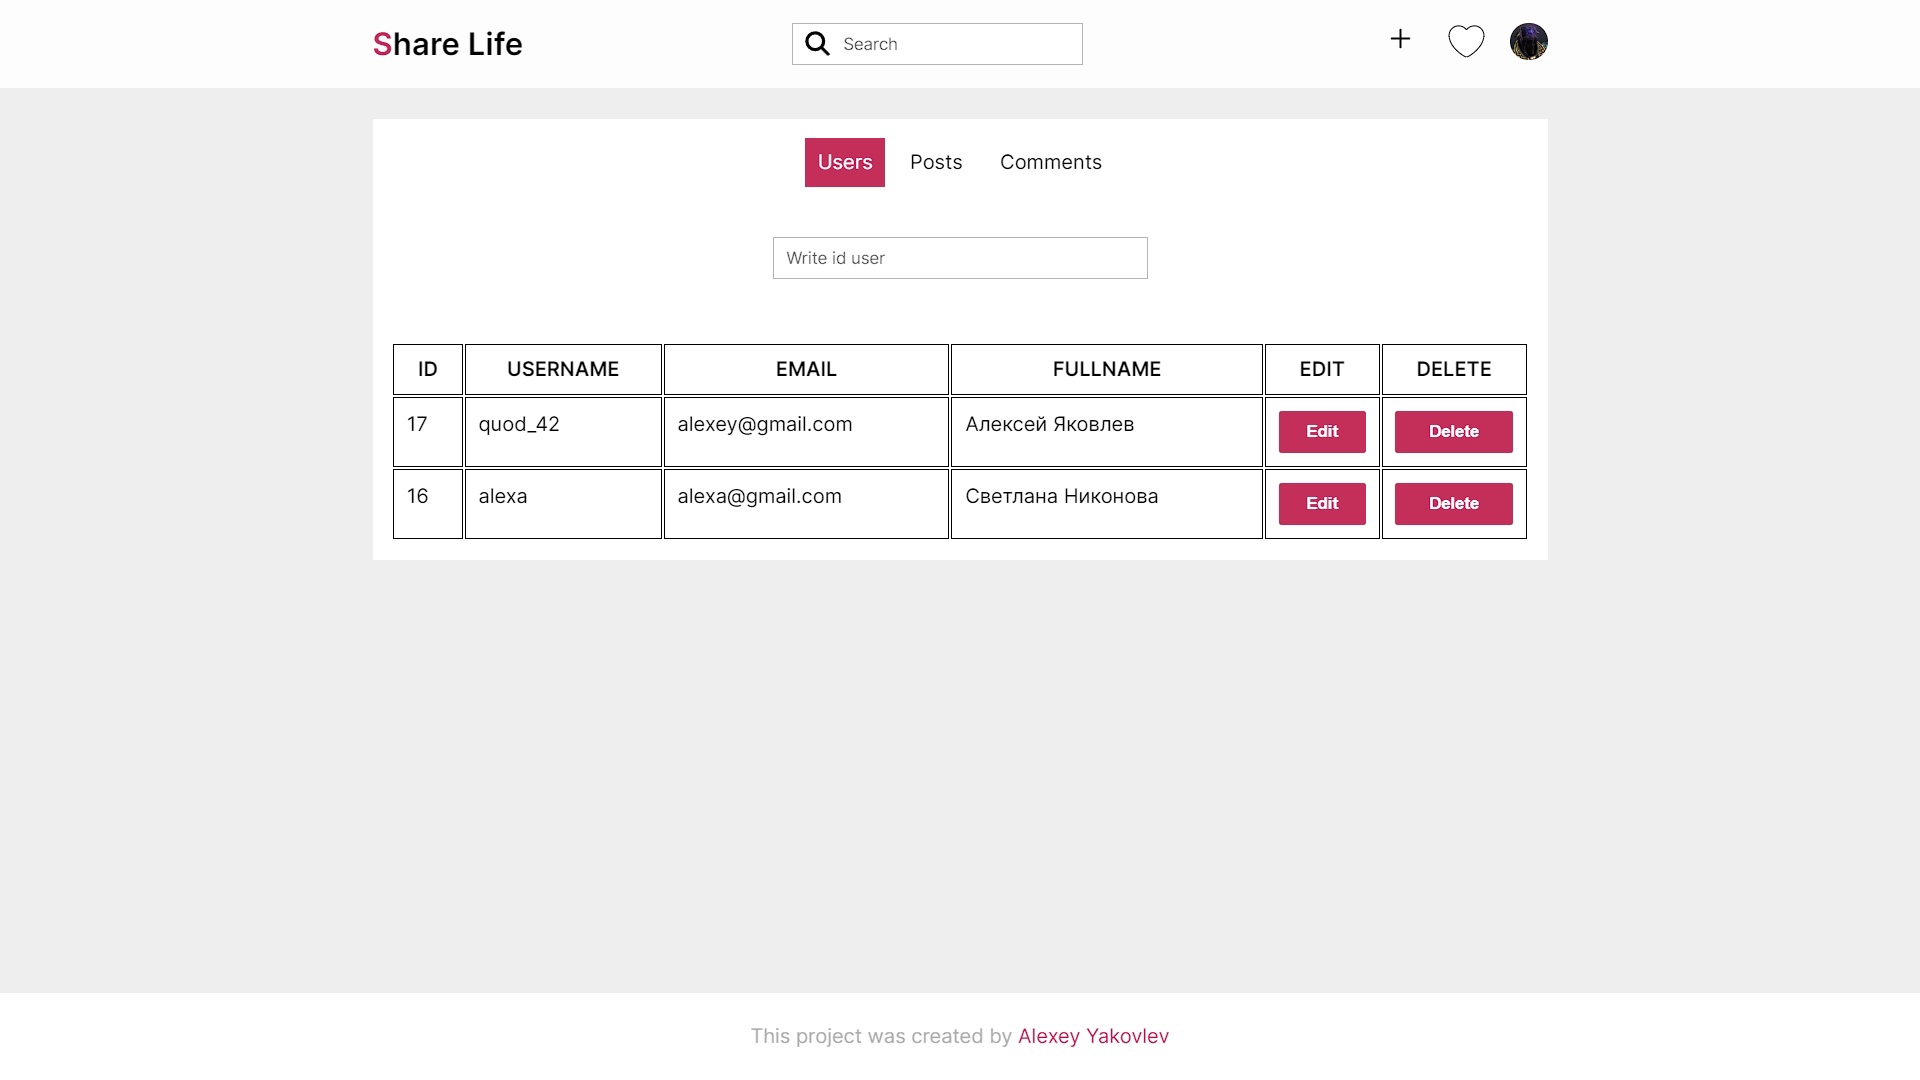 Share Life
Search
Users Posts Comments
Write id user
ID USERNAME EMAIL FULLNAME EDIT DELETE
17 quod_42 alexey@gmail.com Алексей Яковлев Edit Delete
16 alexa alexa@gmail.com Светлана Никонова Edit Delete
This project was created by Alexey Yakovlev